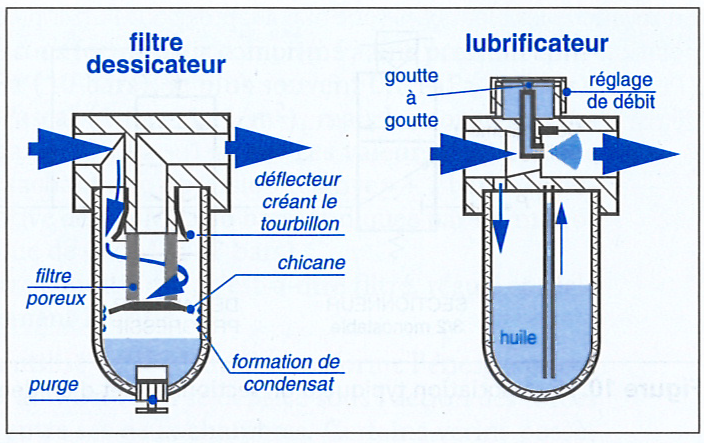 filtre
dessicateur
lubrificateur
goutte
à
goutte
réglage
de débit
déflecteur
créant le
tourbillon
filtre
poreux
chicane
huile
formation de
condensat
purge